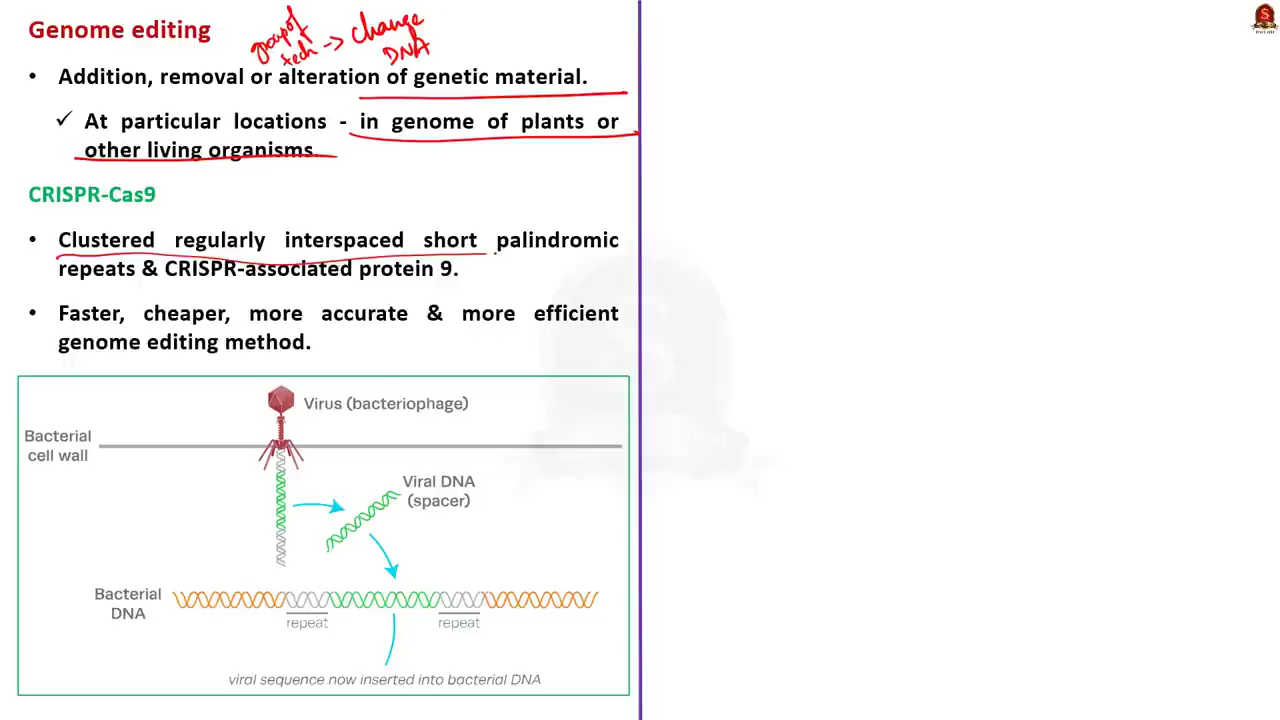 Genome editing
group of tech -> change DNA
• Addition, removal or alteration of genetic material.
✓ At particular locations - in genome of plants or
other living organisms.
CRISPR-Cas9
• Clustered regularly interspaced short palindromic
repeats & CRISPR-associated protein 9.
• Faster, cheaper, more accurate & more efficient
genome editing method.
Virus (bacteriophage)
Bacterial
cell wall
Viral DNA
(spacer)
Bacterial
DNA
repeat
repeat
viral sequence now inserted into bacterial DNA